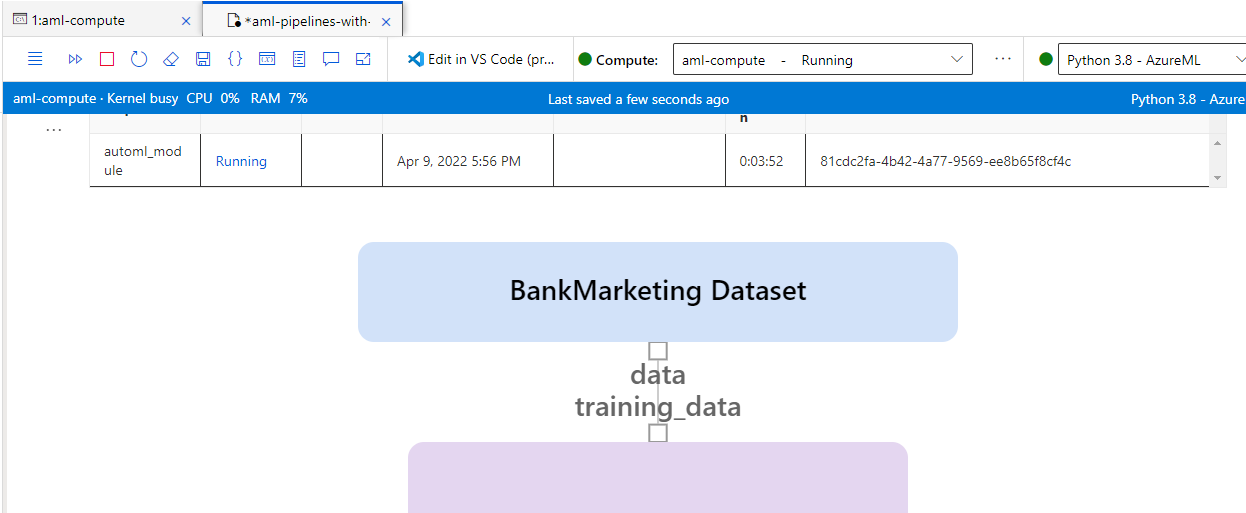 1:aml-compute
*aml-pipelines-with-
Edit in VS Code (pr...
Compute:
aml-compute - Running
Python 3.8 - AzureML
aml-compute · Kernel busy CPU 0% RAM 7%
Last saved a few seconds ago
Python 3.8 - Azure
n
automl_mod
ule
Running
Apr 9, 2022 5:56 PM
0:03:52
81cdc2fa-4b42-4a77-9569-ee8b65f8cf4c
BankMarketing Dataset
data
training_data